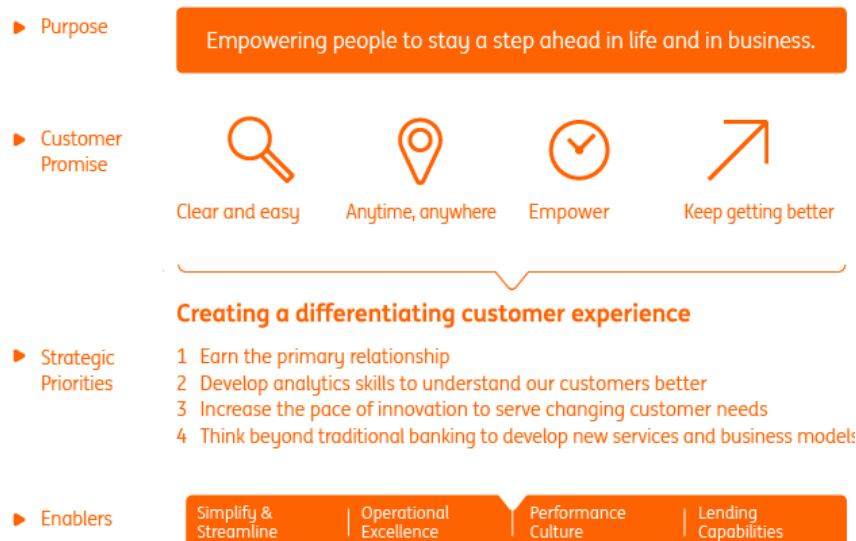 Purpose
Empowering people to stay a step ahead in life and in business.
Customer
Promise
Clear and easy
Anytime, anywhere
Empower
Keep getting better
Creating a differentiating customer experience
Strategic
Priorities
1 Earn the primary relationship
2 Develop analytics skills to understand our customers better
3 Increase the pace of innovation to serve changing customer needs
4 Think beyond traditional banking to develop new services and business models
Enablers
Simplify &
Streamline
Operational
Excellence
Performance
Culture
Lending
Capabilities